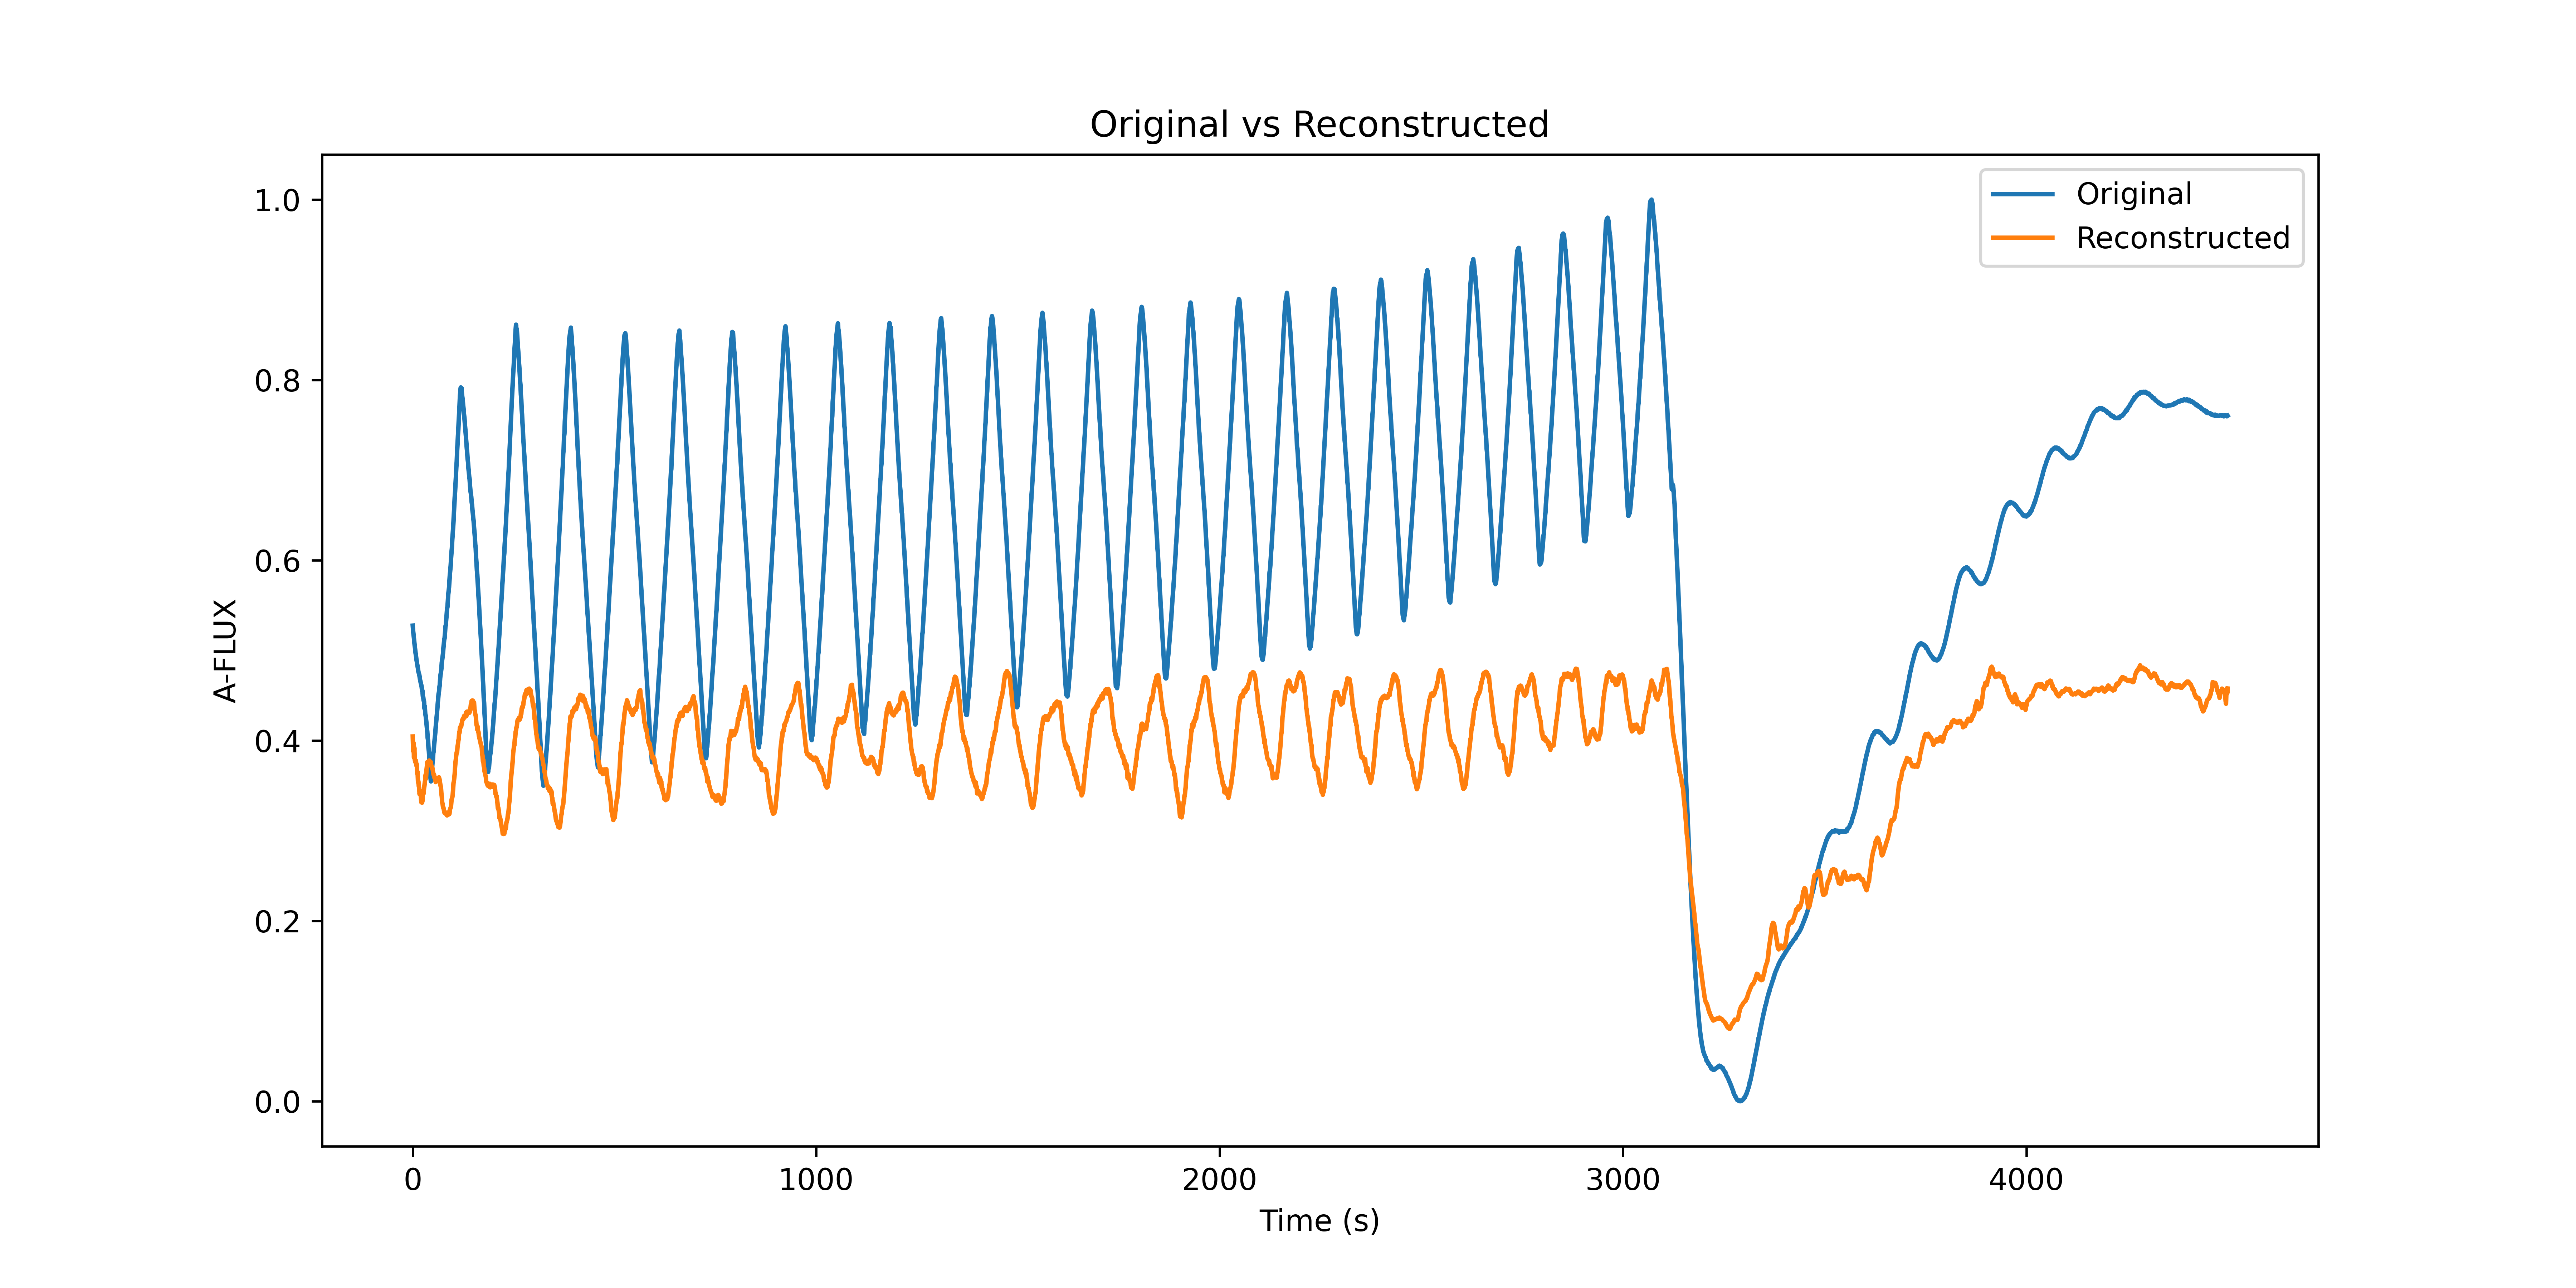 Original vs Reconstructed
Original
Reconstructed
A-FLUX
1.0
0.8
0.6
0.4
0.2
0.0
0 1000 2000 3000 4000
Time (s)